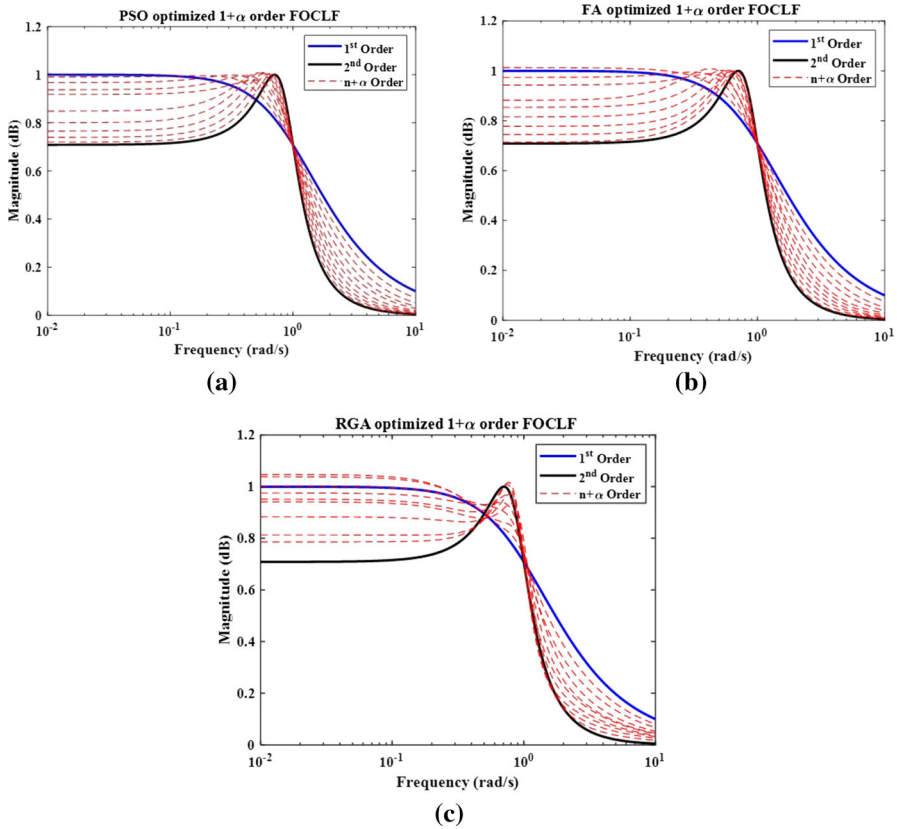 PSO optimized 1+α order FOCLF
1.2
1
0.8
0.6
0.4
0.2
0
Magnitude (dB)
1st Order
2nd Order
n+α Order
10-2
10-1
100
101
Frequency (rad/s)
(a)
FA optimized 1+α order FOCLF
1.2
1
0.8
0.6
0.4
0.2
0
Magnitude (dB)
1st Order
2nd Order
n+α Order
10-2
10-1
100
101
Frequency (rad/s)
(b)
RGA optimized 1+α order FOCLF
1.2
1
0.8
0.6
0.4
0.2
0
Magnitude (dB)
1st Order
2nd Order
n+α Order
10-2
10-1
100
101
Frequency (rad/s)
(c)